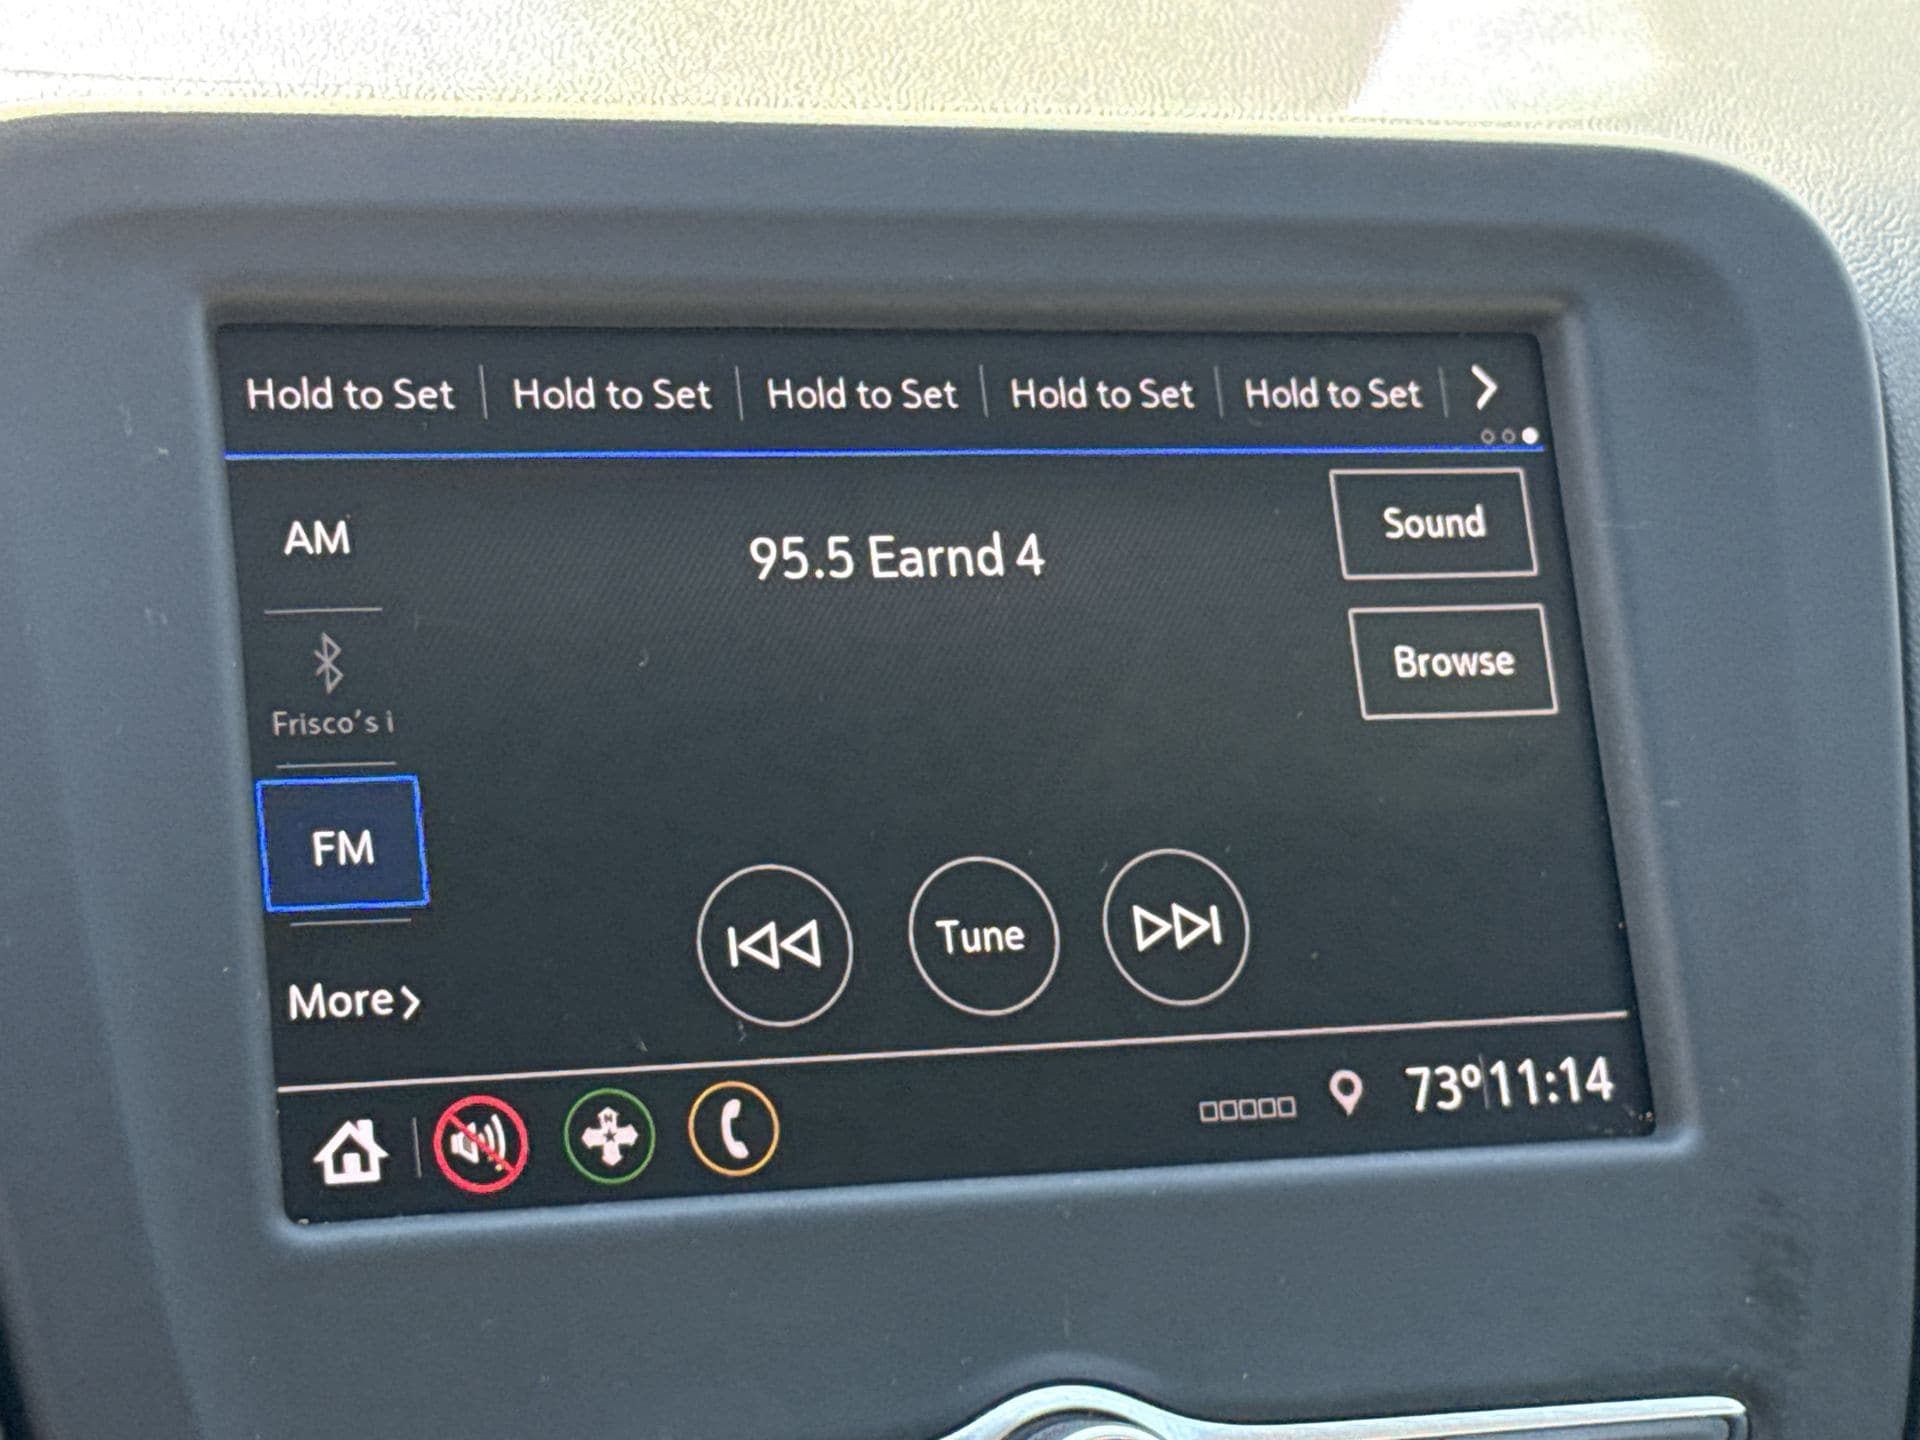 Hold to Set Hold to Set Hold to Set Hold to Set Hold to Set
AM
95.5 Earnd 4
Sound
Frisco's i
Browse
FM
More
Tune
73º 11:14
N